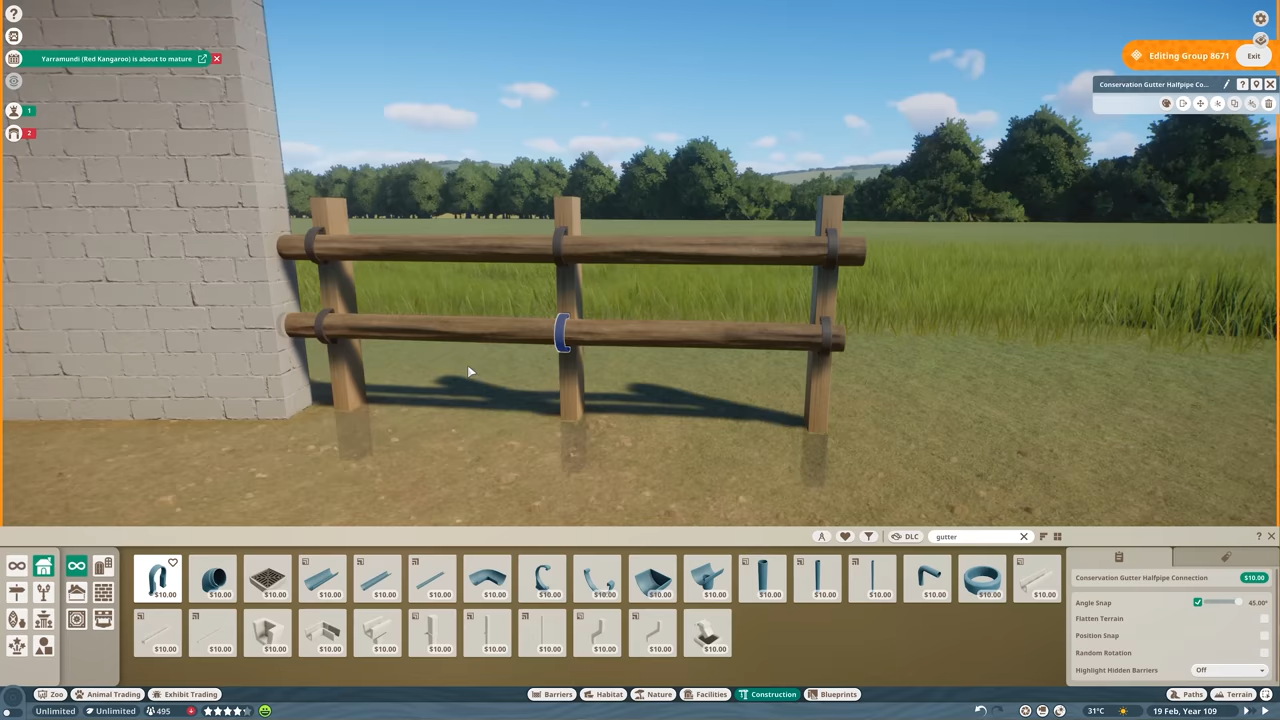 ?
Yarramundi (Red Kangaroo) is about to mature
1
2
Editing Group 8671
Exit
Conservation Gutter Halfpipe Co...
?
DLC
gutter
?
$10.00 $10.00 $10.00 $10.00 $10.00 $10.00 $10.00 $10.00 $10.00 $10.00 $10.00 $10.00 $10.00 $10.00 $10.00 $10.00 $10.00
$10.00 $10.00 $10.00 $10.00 $10.00 $10.00 $10.00 $10.00 $10.00 $10.00 $10.00
Conservation Gutter Halfpipe Connection $10.00
Angle Snap 45.00°
Flatten Terrain
Position Snap
Random Rotation
Highlight Hidden Barriers Off
Zoo Animal Trading Exhibit Trading Barriers Habitat Nature Facilities Construction Blueprints Paths Terrain
Unlimited Unlimited 495 31°C 19 Feb, Year 109